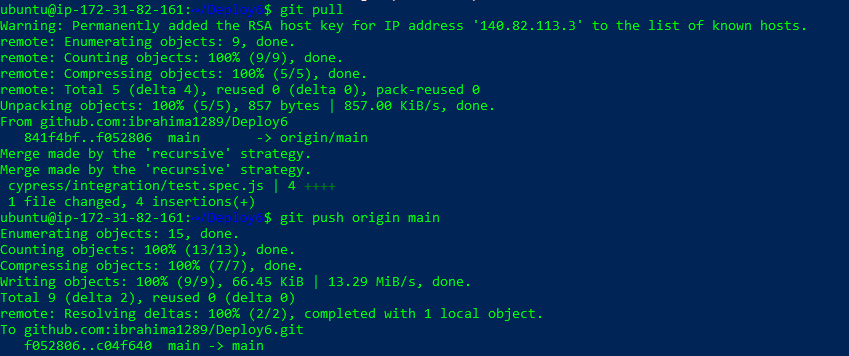 ubuntu@ip-172-31-82-161:~/Deploy6$ git pull
Warning: Permanently added the RSA host key for IP address '140.82.113.3' to the list of known hosts.
remote: Enumerating objects: 9, done.
remote: Counting objects: 100% (9/9), done.
remote: Compressing objects: 100% (5/5), done.
remote: Total 5 (delta 4), reused 0 (delta 0), pack-reused 0
Unpacking objects: 100% (5/5), 857 bytes | 857.00 KiB/s, done.
From github.com:ibrahima1289/Deploy6
   841f4bf..f052806  main       -> origin/main
Merge made by the 'recursive' strategy.
Merge made by the 'recursive' strategy.
 cypress/integration/test.spec.js | 4 ++++
 1 file changed, 4 insertions(+)
ubuntu@ip-172-31-82-161:~/Deploy6$ git push origin main
Enumerating objects: 15, done.
Counting objects: 100% (13/13), done.
Compressing objects: 100% (7/7), done.
Writing objects: 100% (9/9), 66.45 KiB | 13.29 MiB/s, done.
Total 9 (delta 2), reused 0 (delta 0)
remote: Resolving deltas: 100% (2/2), completed with 1 local object.
To github.com:ibrahima1289/Deploy6.git
   f052806..c04f640  main -> main